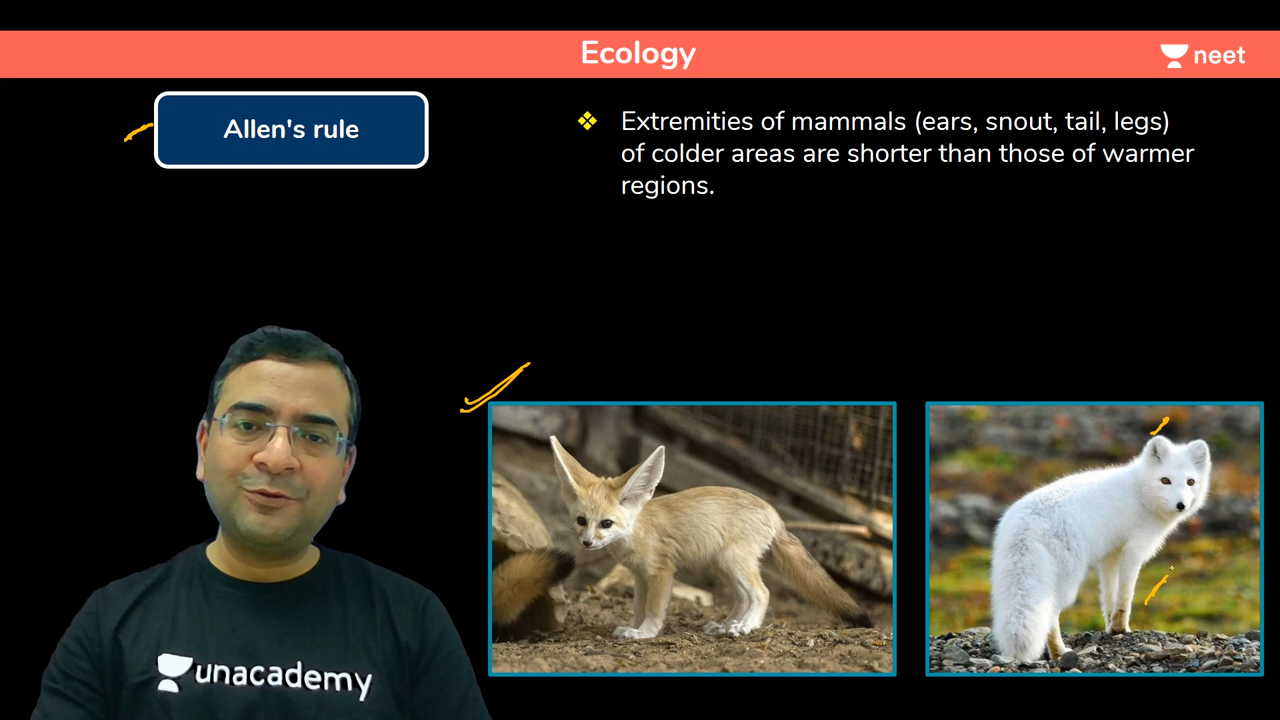 Ecology
neet
Allen's rule
❖ Extremities of mammals (ears, snout, tail, legs)
of colder areas are shorter than those of warmer
regions.
unacademy